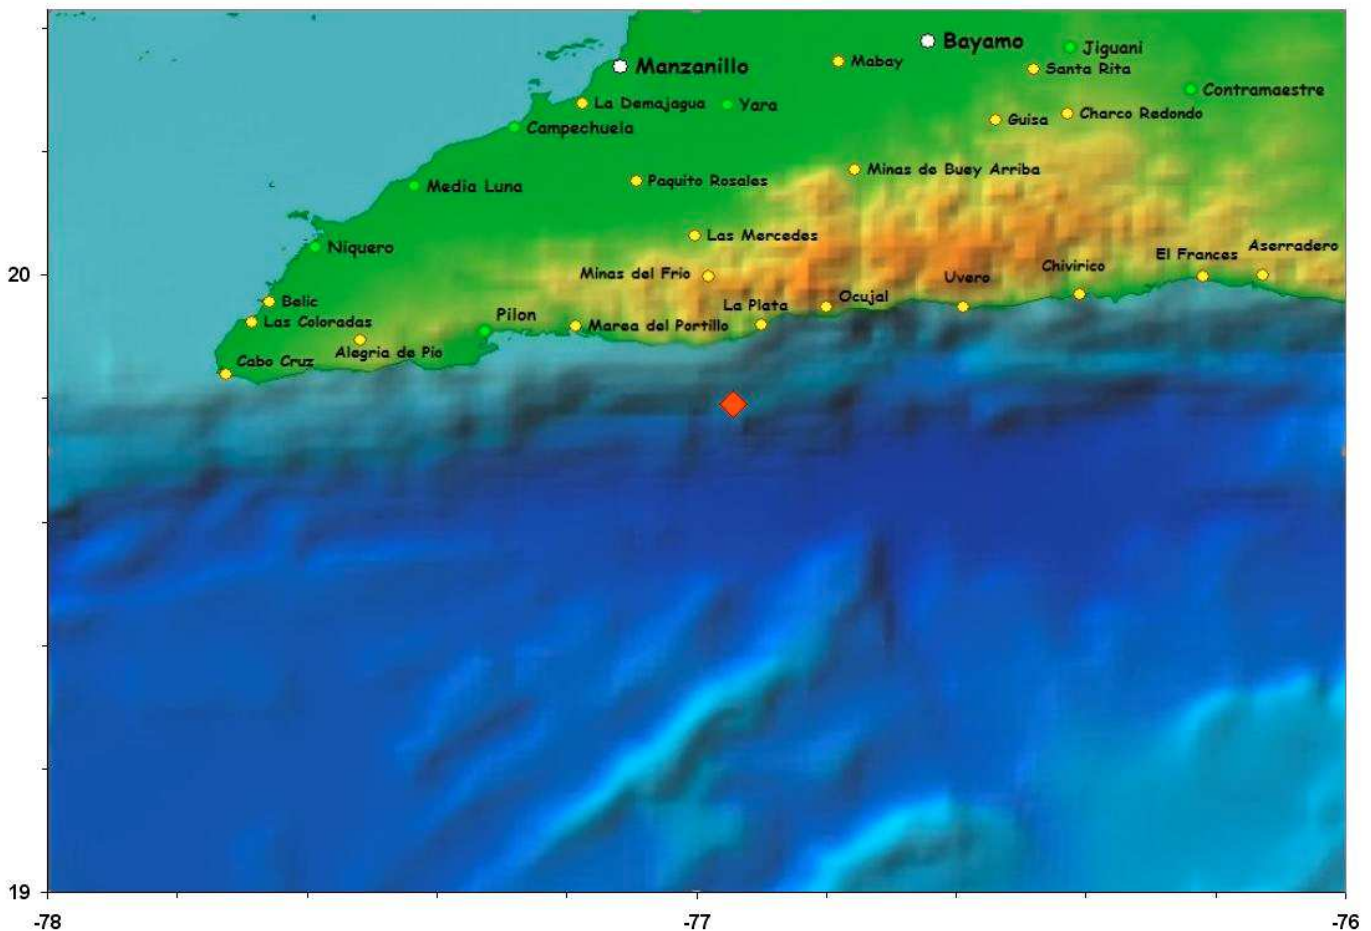 Bayamo
Jiguani
Manzanillo
Mabay
Santa Rita
Contramaestre
La Demajagua
Yara
Charco Redondo
Guisa
Campechuela
Minas de Buey Arriba
Paquito Rosales
Media Luna
Las Mercedes
Niquero
Aserradero
El Frances
Chivirico
20
Minas del Frio
Uvero
Ocujal
Belic
La Plata
Pilon
Las Coloradas
Marea del Portillo
Alegria de Pio
Cabo Cruz
19
-78
-77
-76